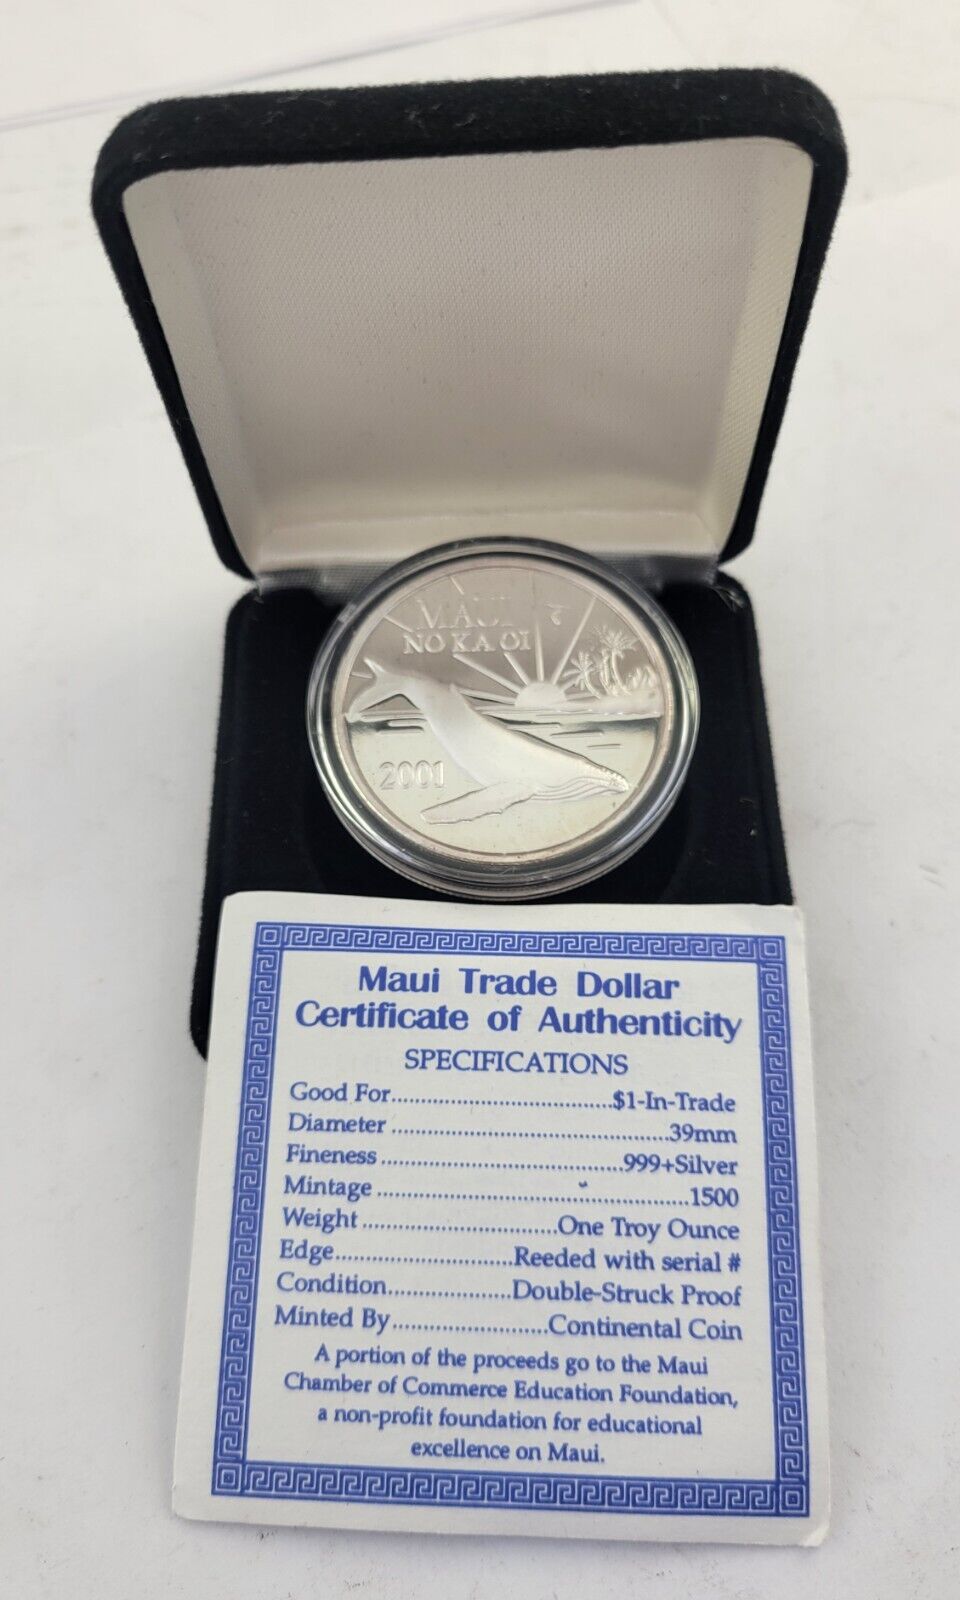 MAUI
NO KA OI
2001
Maui Trade Dollar
Certificate of Authenticity
SPECIFICATIONS
Good For.....................................$1-In-Trade
Diameter ...............................................39mm
Fineness.........................................999+Silver
Mintage .....................................................1500
Weight .................................One Troy Ounce
Edge..............................Reeded with serial #
Condition.....................Double-Struck Proof
Minted By..........................Continental Coin
A portion of the proceeds go to the Maui
Chamber of Commerce Education Foundation,
a non-profit foundation for educational
excellence on Maui.